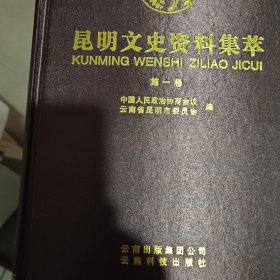 昆明文史资料集萃
KUNMING WENSHI ZILIAO JICUI
第一卷
中国人民政治协商会议
云南省昆明市委员会 编
云南出版集团公司
云南科技出版社